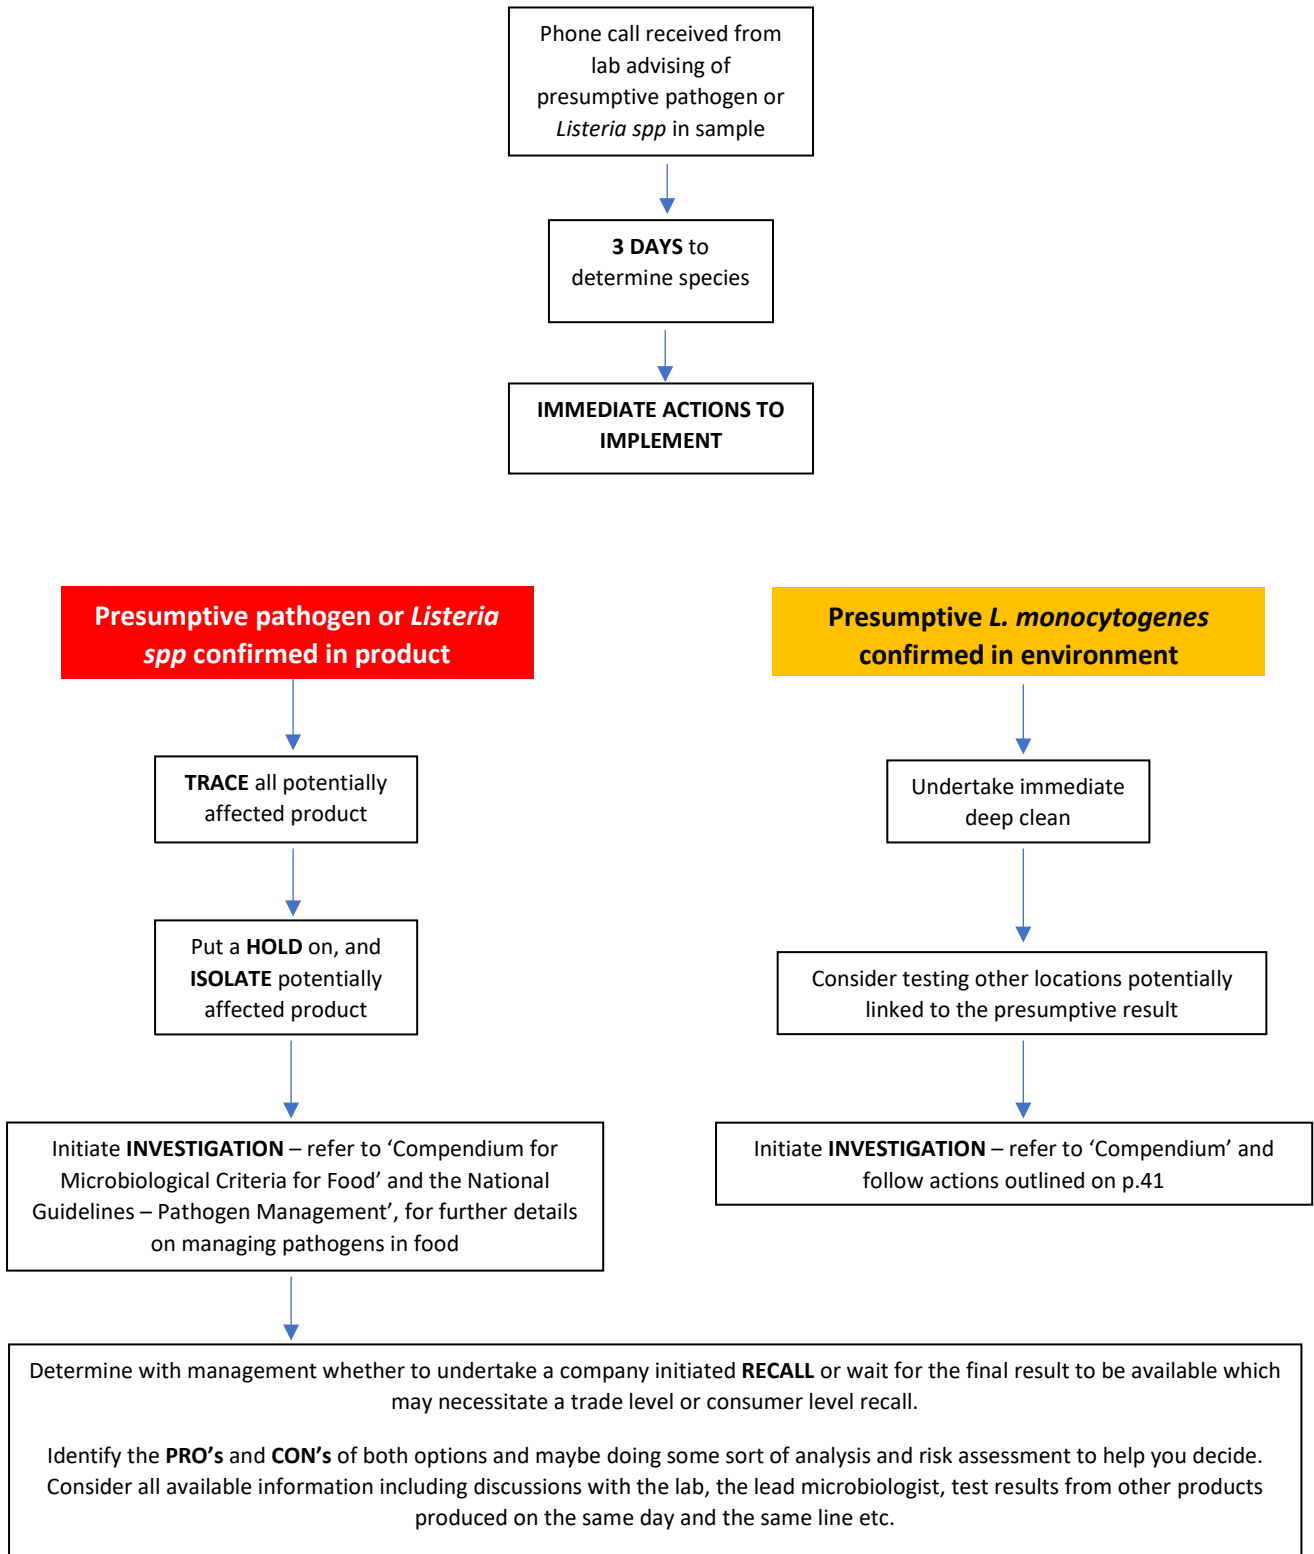 Phone call received from
lab advising of
presumptive pathogen or
Listeria spp in sample
3 DAYS to
determine species
IMMEDIATE ACTIONS TO
IMPLEMENT
Presumptive pathogen or Listeria
spp confirmed in product
TRACE all potentially
affected product
Put a HOLD on, and
ISOLATE potentially
affected product
Initiate INVESTIGATION – refer to ‘Compendium for
Microbiological Criteria for Food’ and the National
Guidelines – Pathogen Management’, for further details
on managing pathogens in food
Presumptive L. monocytogenes
confirmed in environment
Undertake immediate
deep clean
Consider testing other locations potentially
linked to the presumptive result
Initiate INVESTIGATION – refer to ‘Compendium’ and
follow actions outlined on p.41
Determine with management whether to undertake a company initiated RECALL or wait for the final result to be available which
may necessitate a trade level or consumer level recall.
Identify the PRO’s and CON’s of both options and maybe doing some sort of analysis and risk assessment to help you decide.
Consider all available information including discussions with the lab, the lead microbiologist, test results from other products
produced on the same day and the same line etc.